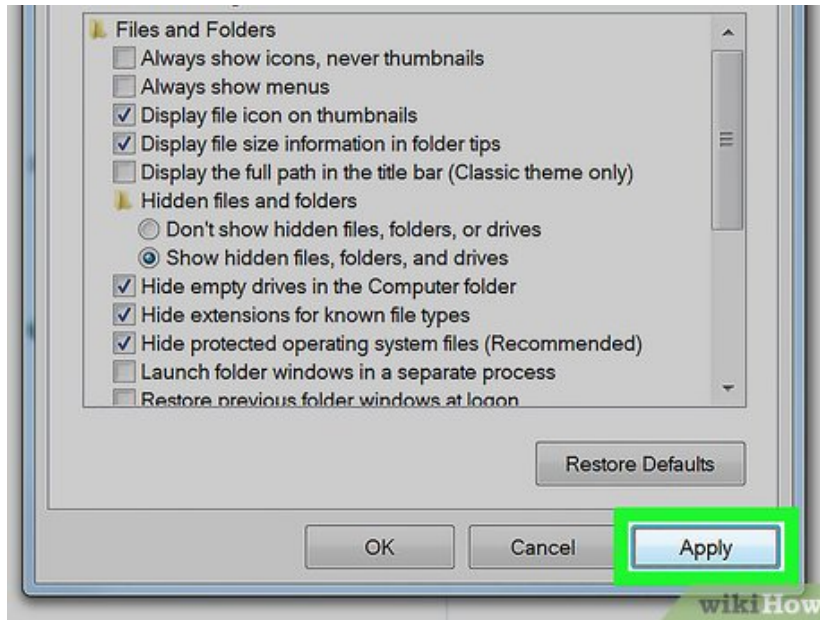 Files and Folders
Always show icons, never thumbnails
Always show menus
Display file icon on thumbnails
Display file size information in folder tips
Display the full path in the title bar (Classic theme only)
Hidden files and folders
Don't show hidden files, folders, or drives
Show hidden files, folders, and drives
Hide empty drives in the Computer folder
Hide extensions for known file types
Hide protected operating system files (Recommended)
Launch folder windows in a separate process
Restore previous folder windows at logon
Restore Defaults
OK Cancel Apply
wikiHow